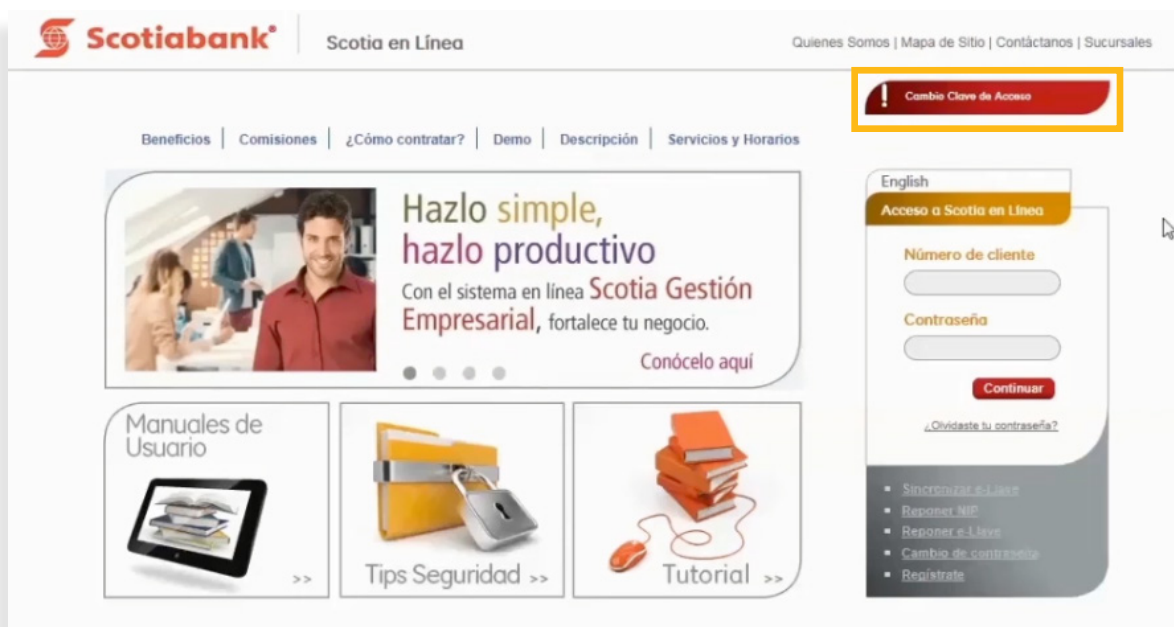 Scotiabank
Scotia en Línea
Quienes Somos | Mapa de Sitio | Contáctanos | Sucursales
! Cambio Clave de Acceso
Beneficios | Comisiones | ¿Cómo contratar? | Demo | Descripción | Servicios y Horarios
Hazlo simple,
hazlo productivo
Con el sistema en línea Scotia Gestión
Empresarial, fortalece tu negocio.
Conócelo aquí
English
Acceso a Scotia en Línea
Número de cliente
Contraseña
Continuar
¿Olvidaste tu contraseña?
Sincronizar e-Llave
Reponer NIP
Reponer e-Llave
Cambio de contraseña
Regístrate
Manuales de
Usuario
>>
Tips Seguridad >>
Tutorial >>